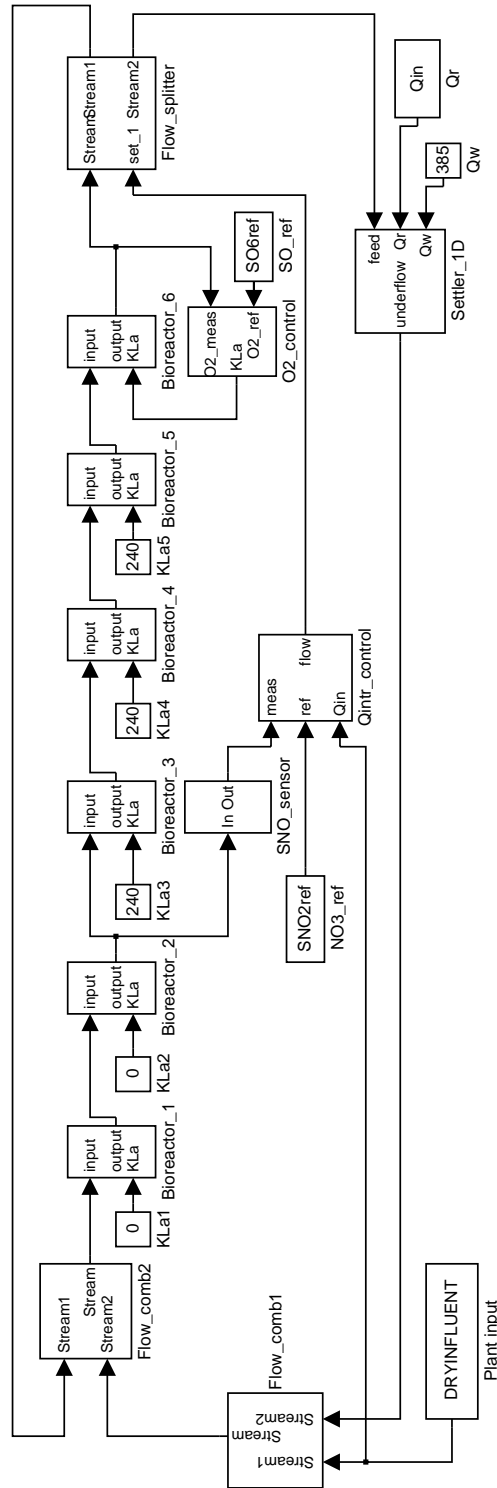 Stream1
Stream
Stream2
Flow_comb2
0
KLa1
input
output
KLa
Bioreactor_1
0
KLa2
input
output
KLa
Bioreactor_2
240
KLa3
input
output
KLa
Bioreactor_3
240
KLa4
input
output
KLa
Bioreactor_4
240
KLa5
input
output
KLa
Bioreactor_5
input
output
KLa
Bioreactor_6
O2_meas
KLa
O2_ref
O2_control
SO6ref
SO_ref
Stream
Stream1
set_1
Stream2
Flow_splitter
In Out
SNO_sensor
SNO2ref
NO3_ref
meas
ref
flow
Qin
Qintr_control
Stream1
Stream
Stream2
Flow_comb1
DRYINFLUENT
Plant input
feed
Qr
underflow
Qw
Settler_1D
Qin
Qr
385
Qw